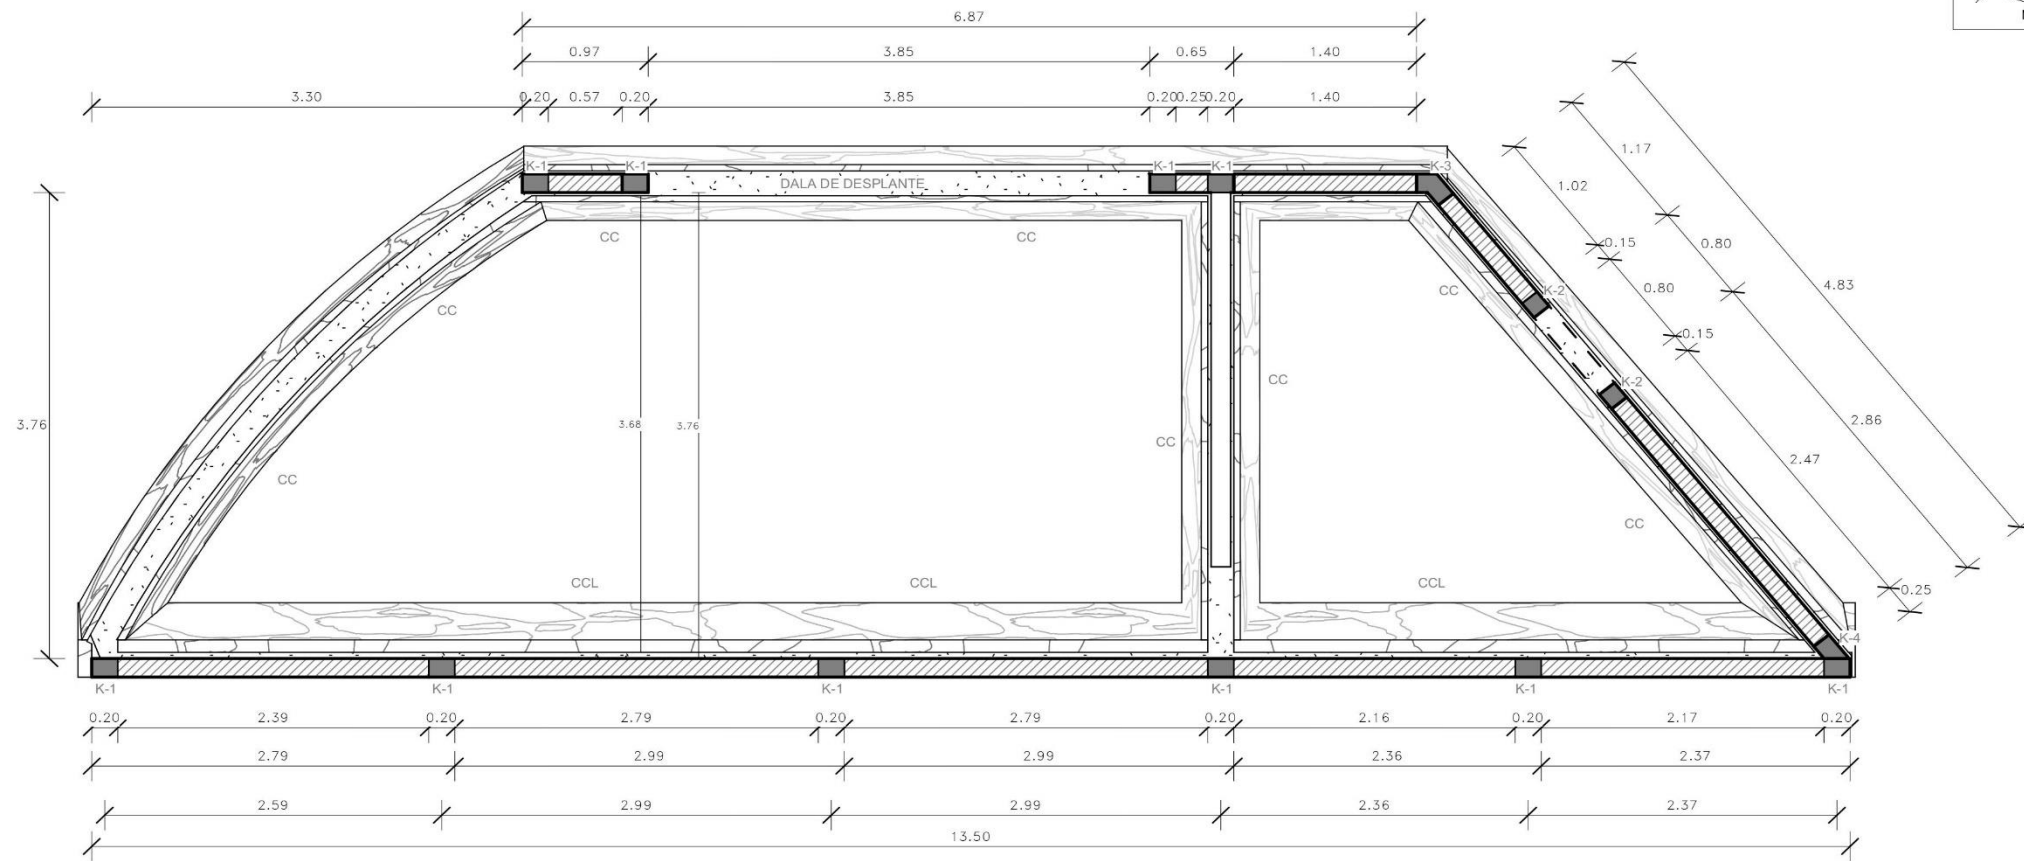 6.87
0.97 3.85 0.65 1.40
3.30 0.20 0.57 0.20 3.85 0.20 0.25 0.20 1.40
K-1 K-1 K-1 K-1 K-3
DALA DE DESPLANTE
1.17
1.02
0.15
0.80
0.80
4.83
0.15
K-2
K-2
2.86
2.47
0.25
CC CC
CC CC
CC
3.76
3.68 3.76
CC
CC
CC
CCL CCL CCL
K-4
K-1 K-1 K-1 K-1 K-1 K-1
0.20 2.39 0.20 2.79 0.20 2.79 0.20 2.16 0.20 2.17 0.20
2.79 2.99 2.99 2.36 2.37
2.59 2.99 2.99 2.36 2.37
13.50